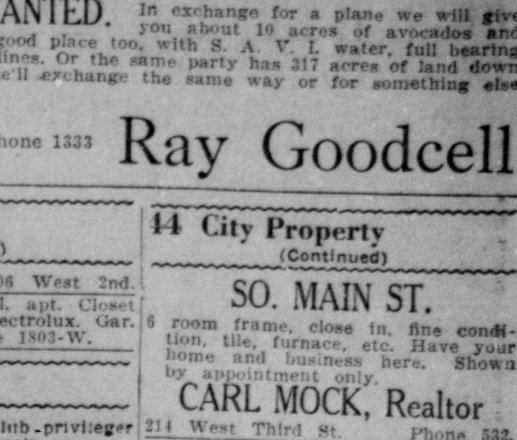 ANTED. In exchange for a plane we will give
you about 10 acres of avocados and
good place too, with S. A. V. I. water, full bearing
lines. Or the same party has 317 acres of land down
e'll exchange the same way or for something else
hone 1333 Ray Goodcell
06 West 2nd.
l. apt. Closet
ectrolux. Gar.
e 1803-W.
lub-privileger
44 City Property
(Continued)
SO. MAIN ST.
6 room frame, close in, fine condi-
tion, tile, furnace, etc. Have your
home and business here. Shown
by appointment only.
CARL MOCK, Realtor
214 West Third St. Phone 532.